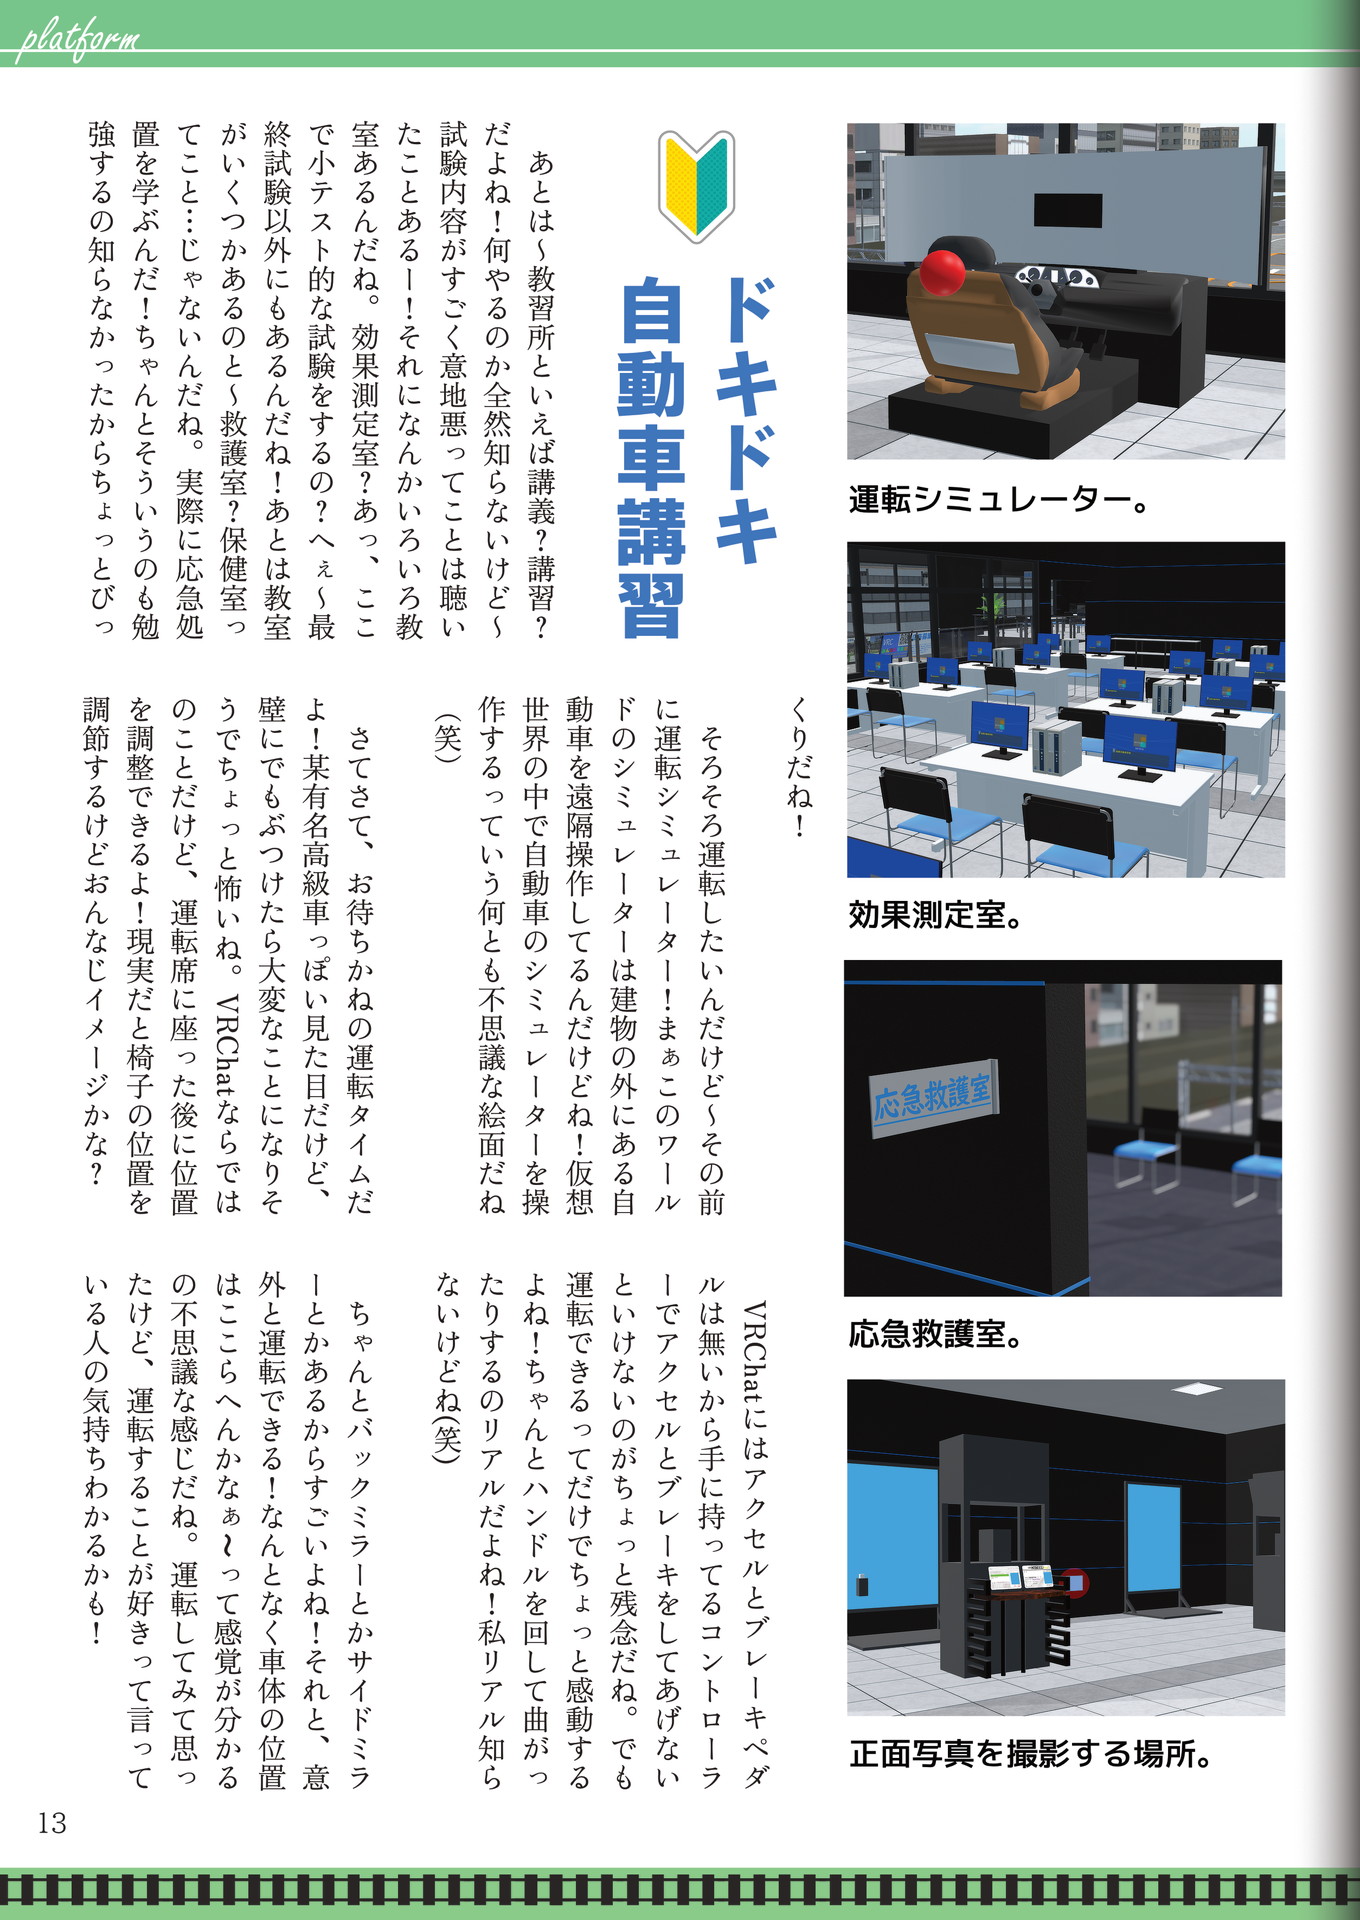 platform
運転シミュレーター。
効果測定室。
応急救護室
応急救護室。
正面写真を撮影する場所。
ドキドキ
自動車講習
あとは～教習所といえば講義？講習？
だよね！何やるのか全然知らないけど～
試験内容がすごく意地悪ってことは聴い
たことあるー！それになんかいろいろ教
室あるんだね。効果測定室？あっ、ここ
で小テスト的な試験をするの？へぇ～最
終試験以外にもあるんだね！あとは教室
がいくつかあるのと～救護室？保健室っ
てこと…じゃないんだね。実際に応急処
置を学ぶんだ！ちゃんとそういうのも勉
強するの知らなかったからちょっとびっ
くりだね！
そろそろ運転したいんだけど～その前
に運転シミュレーター！まぁこのワール
ドのシミュレーターは建物の外にある自
動車を遠隔操作してるんだけどね！仮想
世界の中で自動車のシミュレーターを操
作するっていう何とも不思議な絵面だね
（笑）
さてさて、お待ちかねの運転タイムだ
よ！某有名高級車っぽい見た目だけど、
壁にでもぶつけたら大変なことになりそ
うでちょっと怖いね。VRChatならでは
のことだけど、運転席に座った後に位置
を調整できるよ！現実だと椅子の位置を
調節するけどおんなじイメージかな？
VRChatにはアクセルとブレーキペダ
ルは無いから手に持ってるコントローラ
ーでアクセルとブレーキをしてあげない
といけないのがちょっと残念だね。でも
運転できるってだけでちょっと感動する
よね！ちゃんとハンドルを回して曲がっ
たりするのリアルだよね！私リアル知ら
ないけどね(笑)
ちゃんとバックミラーとかサイドミラ
ーとかあるからすごいよね！それと、意
外と運転できる！なんとなく車体の位置
はここらへんかなぁ～って感覚が分かる
の不思議な感じだね。運転してみて思っ
たけど、運転することが好きって言って
いる人の気持ちわかるかも！
13